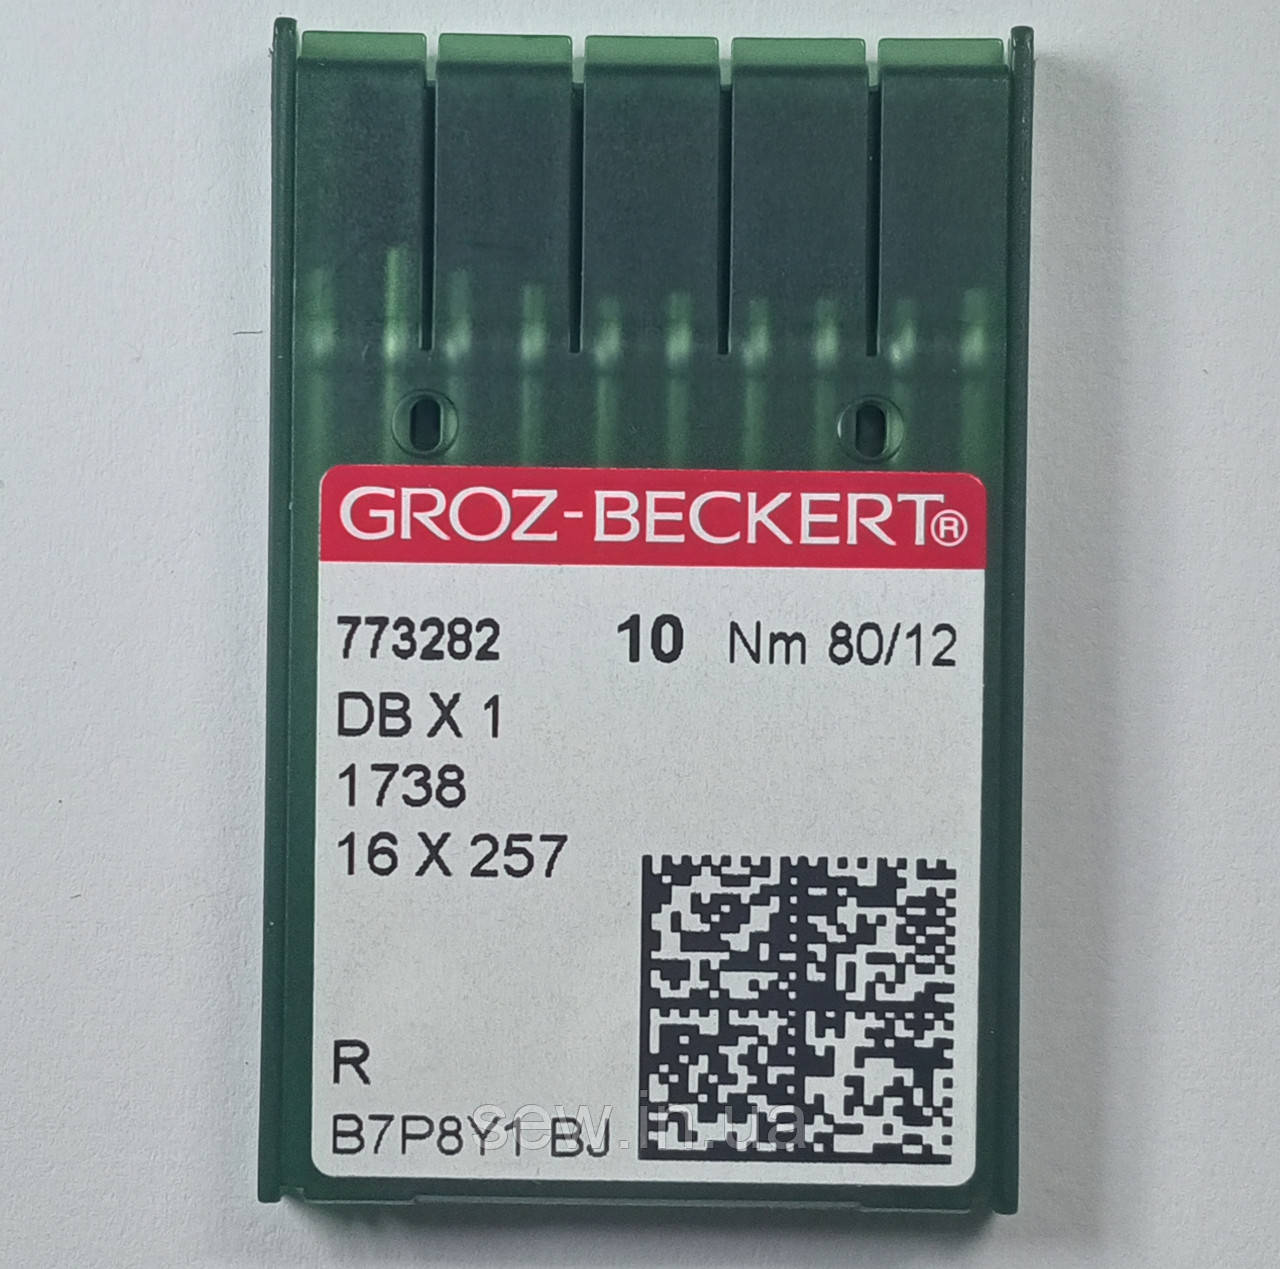 GROZ-BECKERT®
773282 10 Nm 80/12
DB X 1
1738
16 X 257
R
B7P8Y1 BJ
sew.in.ua